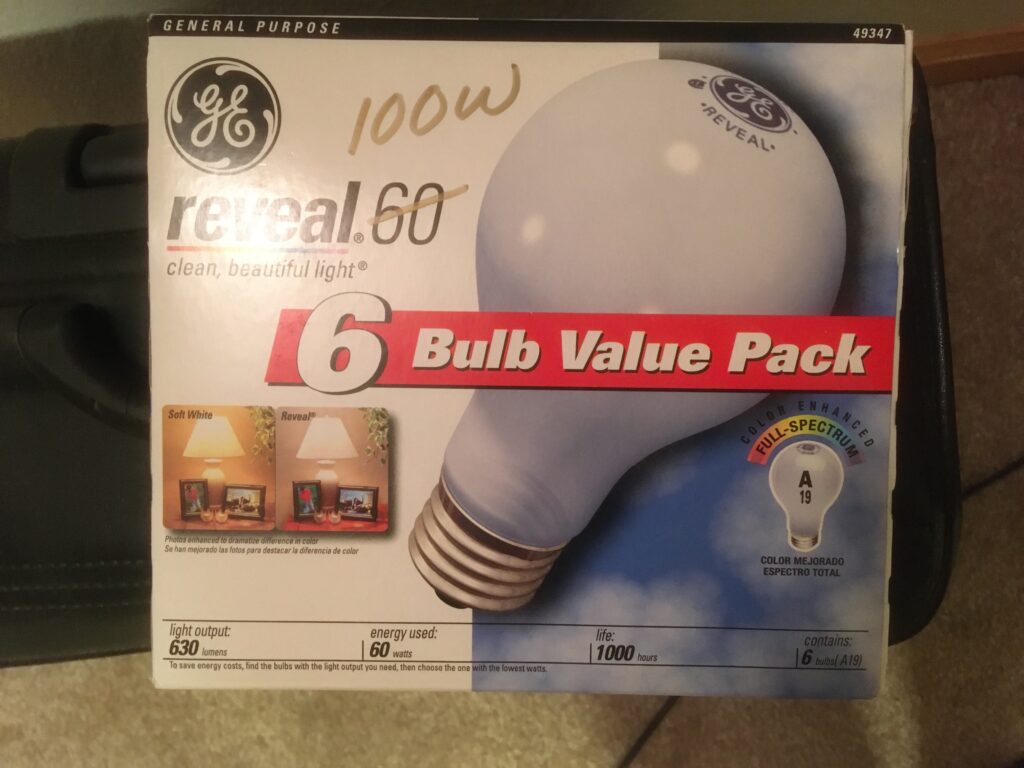 GENERAL PURPOSE
49347
GE
100W
reveal® 60
clean, beautiful light®
GE
•REVEAL•
6 Bulb Value Pack
Soft White
Reveal®
Photos enhanced to dramatize difference in color
Se han mejorado las fotos para destacar la diferencia de color
COLOR ENHANCED
FULL-SPECTRUM
A
19
COLOR MEJORADO
ESPECTRO TOTAL
light output:
630 lumens
energy used:
60 watts
life:
1000 hours
contains:
6 bulbs(A19)
To save energy costs, find the bulbs with the light output you need, then choose the one with the lowest watts.